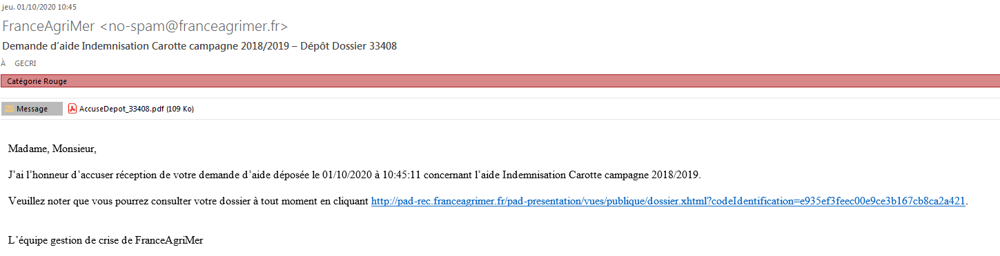 jeu. 01/10/2020 10:45
FranceAgriMer <no-spam@franceagrimer.fr>
Demande d’aide Indemnisation Carotte campagne 2018/2019 – Dépôt Dossier 33408
À GECRI
Catégorie Rouge
Message AccuseDepot_33408.pdf (109 Ko)
Madame, Monsieur,
J’ai l’honneur d’accuser réception de votre demande d’aide déposée le 01/10/2020 à 10:45:11 concernant l’aide Indemnisation Carotte campagne 2018/2019.
Veuillez noter que vous pourrez consulter votre dossier à tout moment en cliquant http://pad-rec.franceagrimer.fr/pad-presentation/vues/publique/dossier.xhtml?codeIdentification=e935ef3feec00e9ce3b167cb8ca2a421.
L’équipe gestion de crise de FranceAgriMer